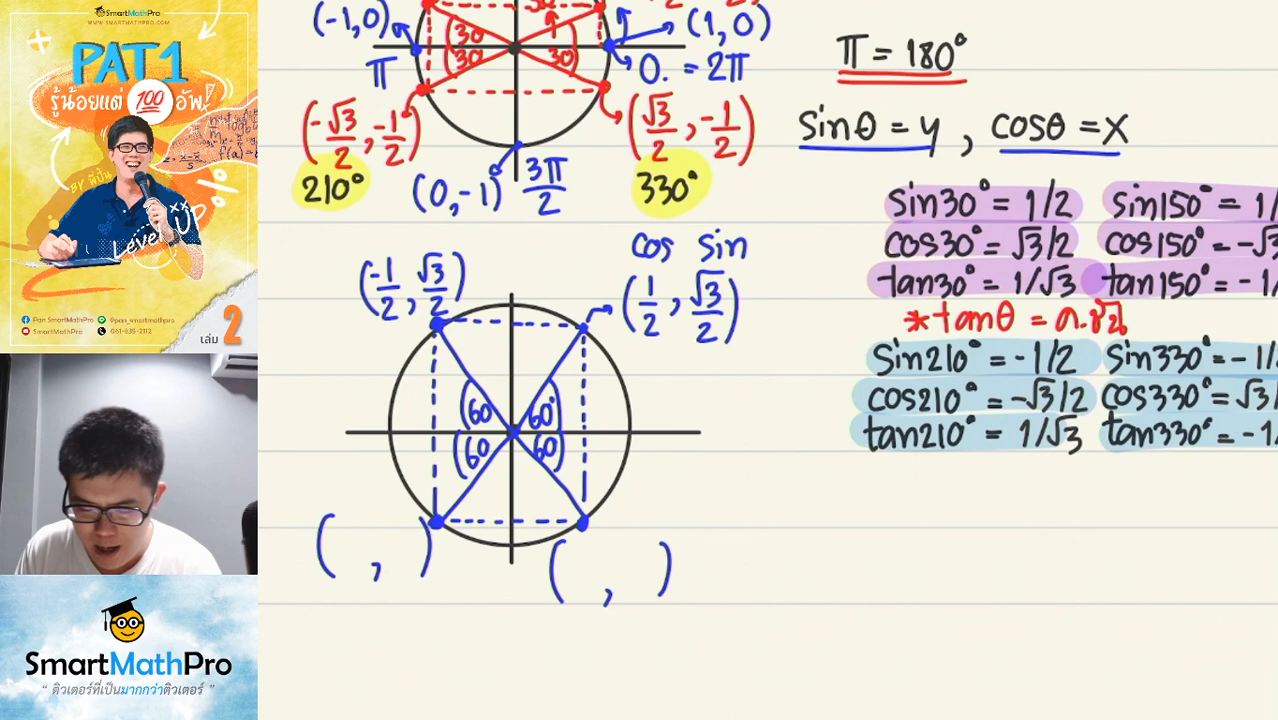 SmartMathPro
WWW.SMARTMATHPRO.COM
PAT1
รู้น้อยแต่ 100 อัพ!
BY พี่ปั้น
Level UP
%
Pan SmartMathPro @pan_smartmathpro
SmartMathPro 061-635-2112
เล่ม 2
SmartMathPro
" ติวเตอร์ที่เป็นมากกว่าติวเตอร์ "
(-1,0) 30 (1,0)
30 30
π 0. = 2π
(-√3/2, -1/2) (√3/2, -1/2)
210° (0,-1) 3π/2 330°
π = 180°
sinθ = y , cosθ = x
sin30° = 1/2 sin150° = 1/
cos30° = √3/2 cos150° = -√3
tan30° = 1/√3 tan150° = -1/
*tanθ =
sin210° = -1/2 sin330° = -1/
cos210° = -√3/2 cos330° = √3/
tan210° = 1/√3 tan330° = -1/
cos sin
(-1/2, √3/2) (1/2, √3/2)
60 60°
60 60
( , ) ( , )